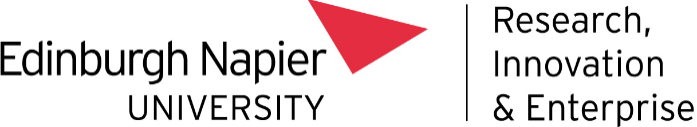 Edinburgh Napier
UNIVERSITY
Research,
Innovation
& Enterprise